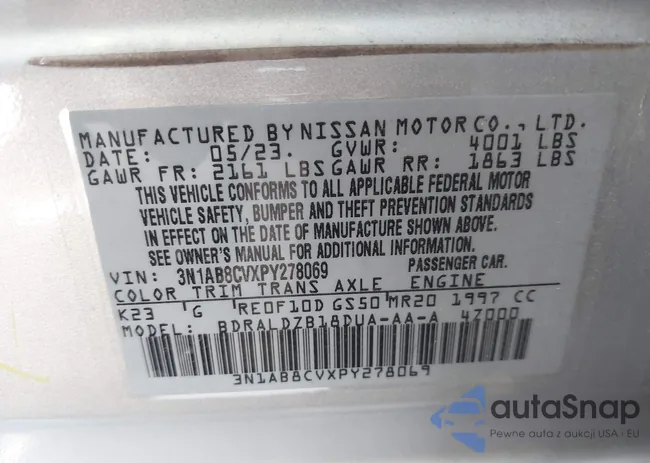 MANUFACTURED BY NISSAN MOTOR CO., LTD.
DATE: 05/23. GVWR: 4001 LBS
GAWR FR: 2161 LBS GAWR RR: 1863 LBS
THIS VEHICLE CONFORMS TO ALL APPLICABLE FEDERAL MOTOR
VEHICLE SAFETY, BUMPER AND THEFT PREVENTION STANDARDS
IN EFFECT ON THE DATE OF MANUFACTURE SHOWN ABOVE.
SEE OWNER'S MANUAL FOR ADDITIONAL INFORMATION.
VIN: 3N1AB8CVXPY278069 PASSENGER CAR.
COLOR TRIM TRANS AXLE ENGINE
K23 G RE0F10D GS50 MR20 1997 CC
MODEL: BDRALDZB18DUA-AA-A 4Z000
3N1AB8CVXPY278069
autaSnap
Pewne auta z aukcji USA i EU